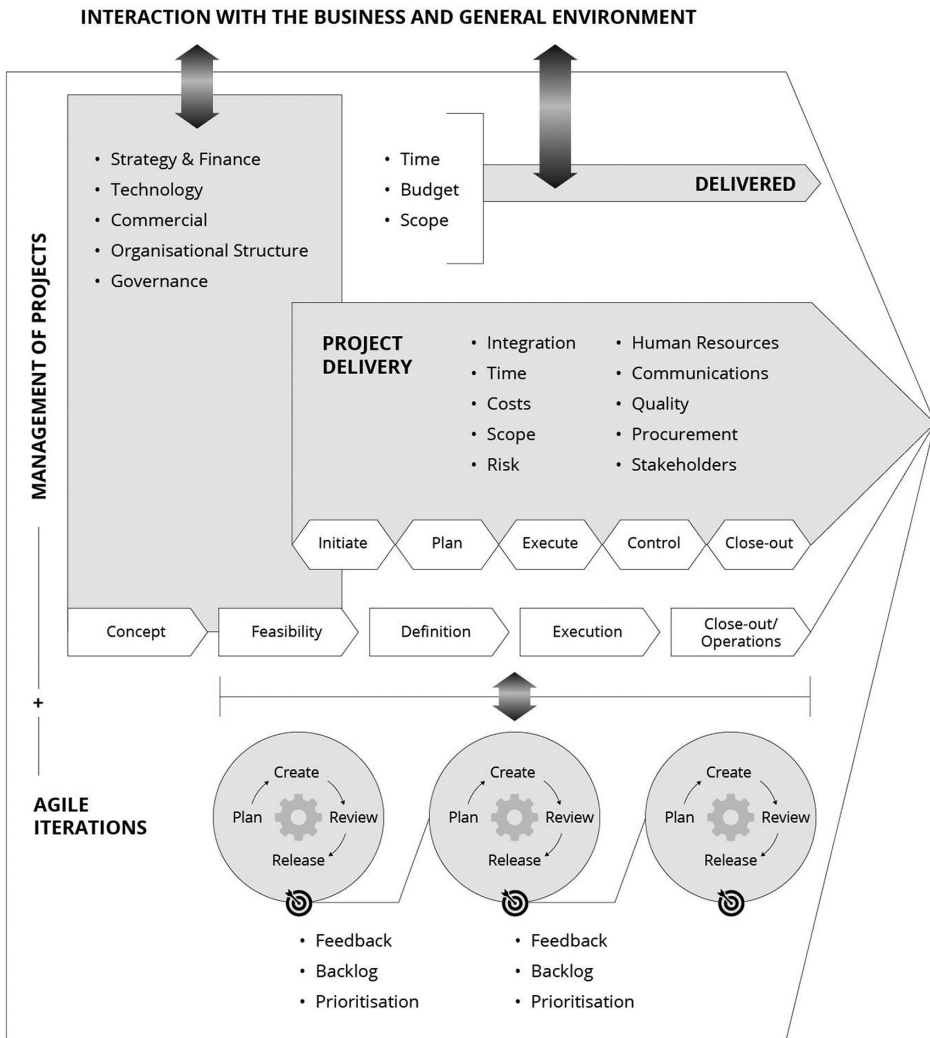 INTERACTION WITH THE BUSINESS AND GENERAL ENVIRONMENT
MANAGEMENT OF PROJECTS
• Strategy & Finance
• Technology
• Commercial
• Organisational Structure
• Governance
• Time
• Budget
• Scope
DELIVERED
PROJECT
DELIVERY
• Integration
• Time
• Costs
• Scope
• Risk
• Human Resources
• Communications
• Quality
• Procurement
• Stakeholders
Initiate
Plan
Execute
Control
Close-out
Concept
Feasibility
Definition
Execution
Close-out/
Operations
+
AGILE
ITERATIONS
Create
Plan
Review
Release
Create
Plan
Review
Release
Create
Plan
Review
Release
• Feedback
• Backlog
• Prioritisation
• Feedback
• Backlog
• Prioritisation